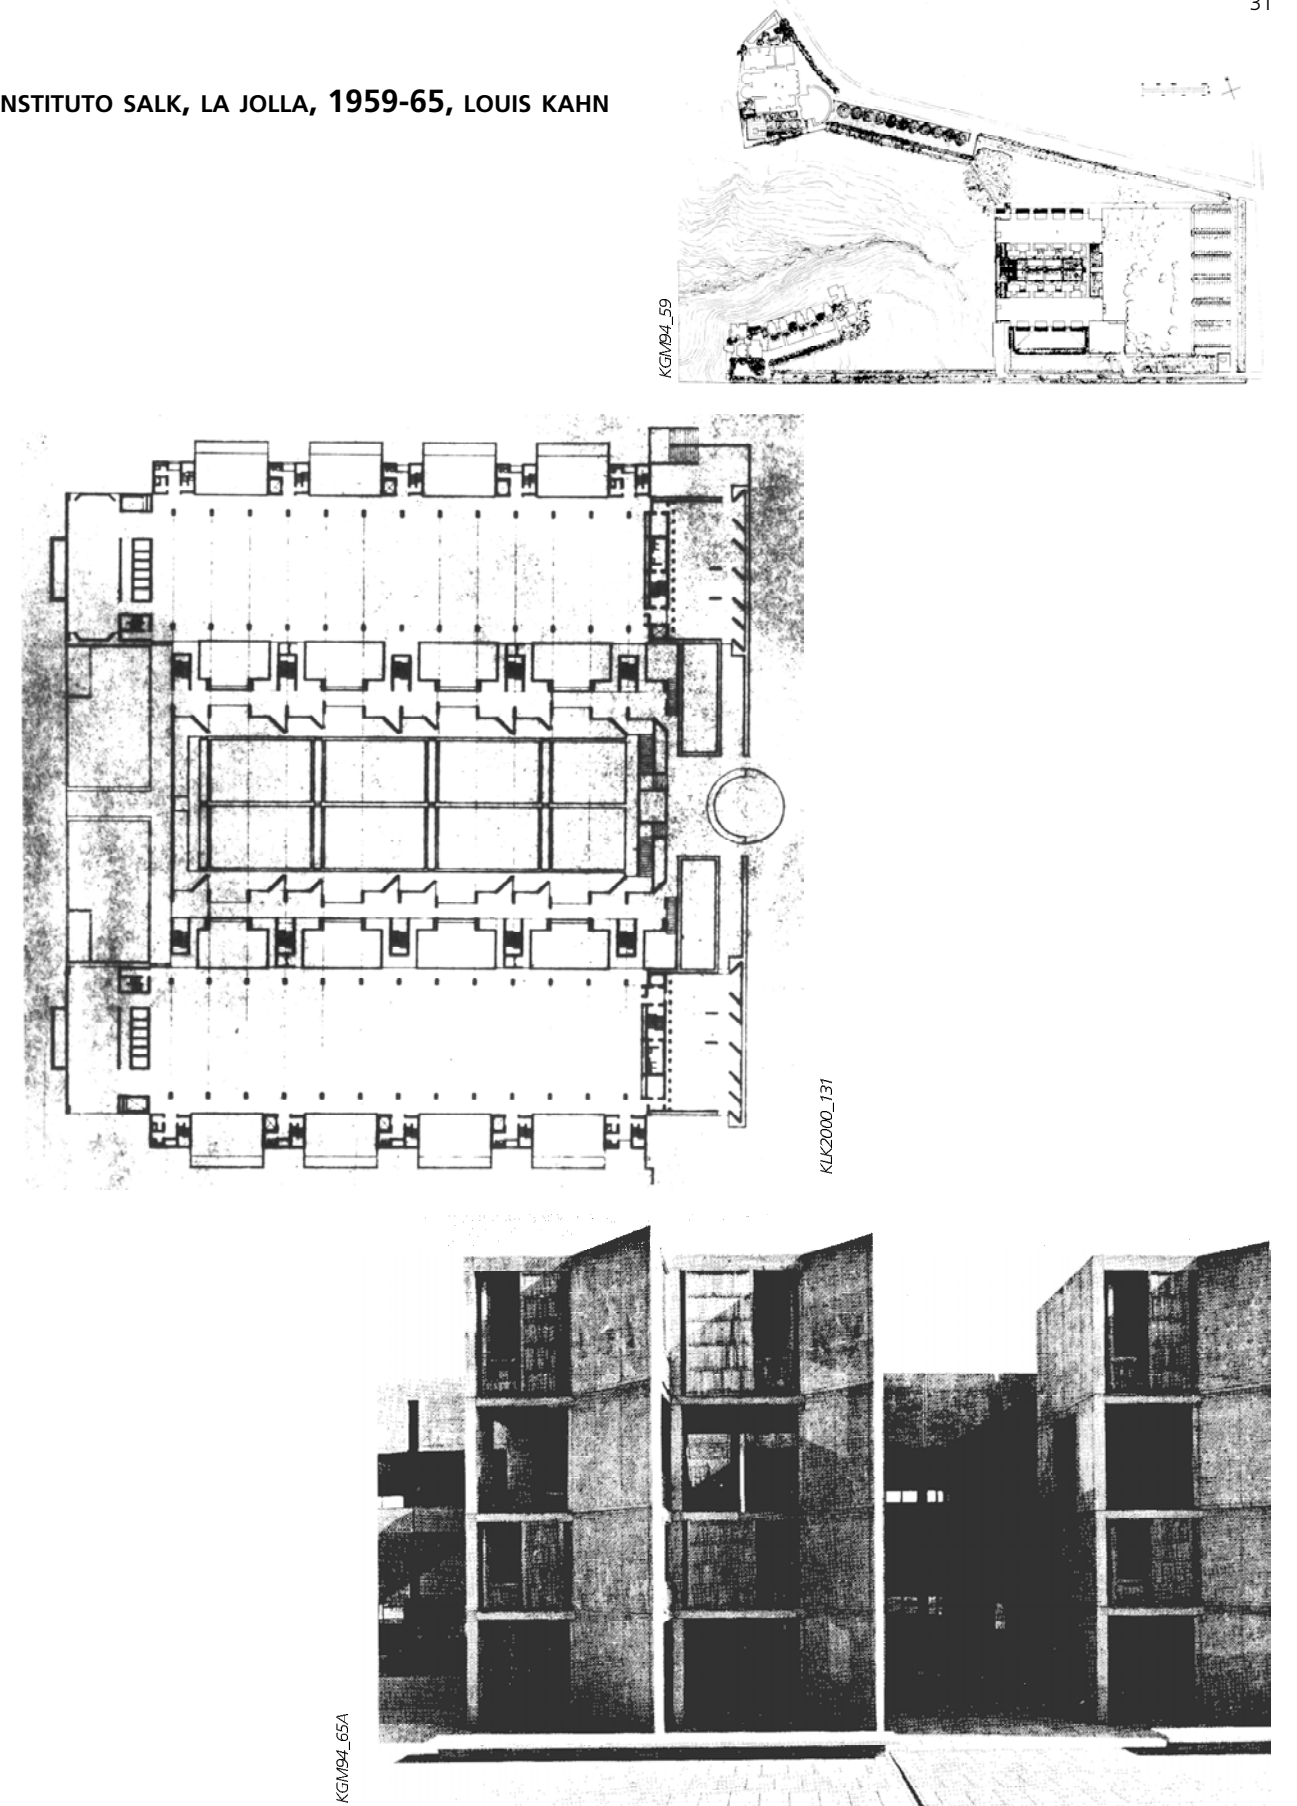 31
NSTITUTO SALK, LA JOLLA, 1959-65, LOUIS KAHN
KGM94_59
KLK2000_131
KGM94_65A